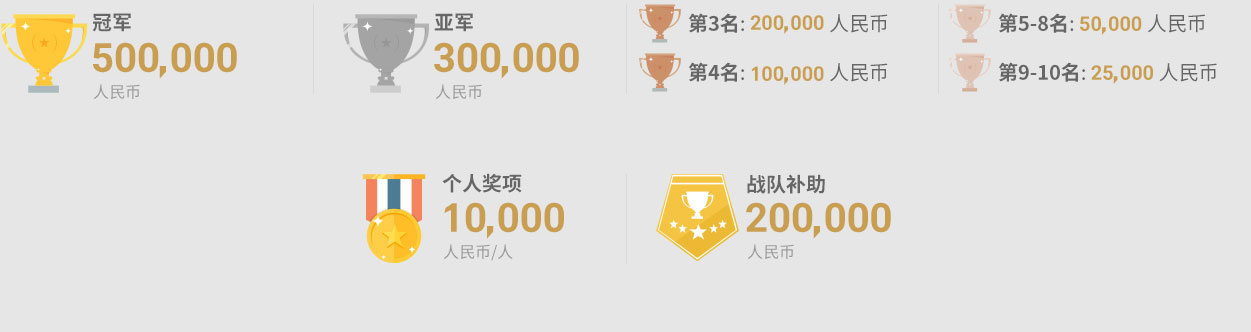 冠军
500,000
人民币
亚军
300,000
人民币
第3名: 200,000 人民币
第4名: 100,000 人民币
第5-8名: 50,000 人民币
第9-10名: 25,000 人民币
个人奖项
10,000
人民币/人
战队补助
200,000
人民币